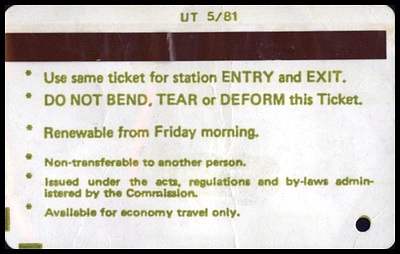 UT 5/81
* Use same ticket for station ENTRY and EXIT.
* DO NOT BEND, TEAR or DEFORM this Ticket.
* Renewable from Friday morning.
* Non-transferable to another person.
* Issued under the acts, regulations and by-laws admin-
istered by the Commission.
* Available for economy travel only.